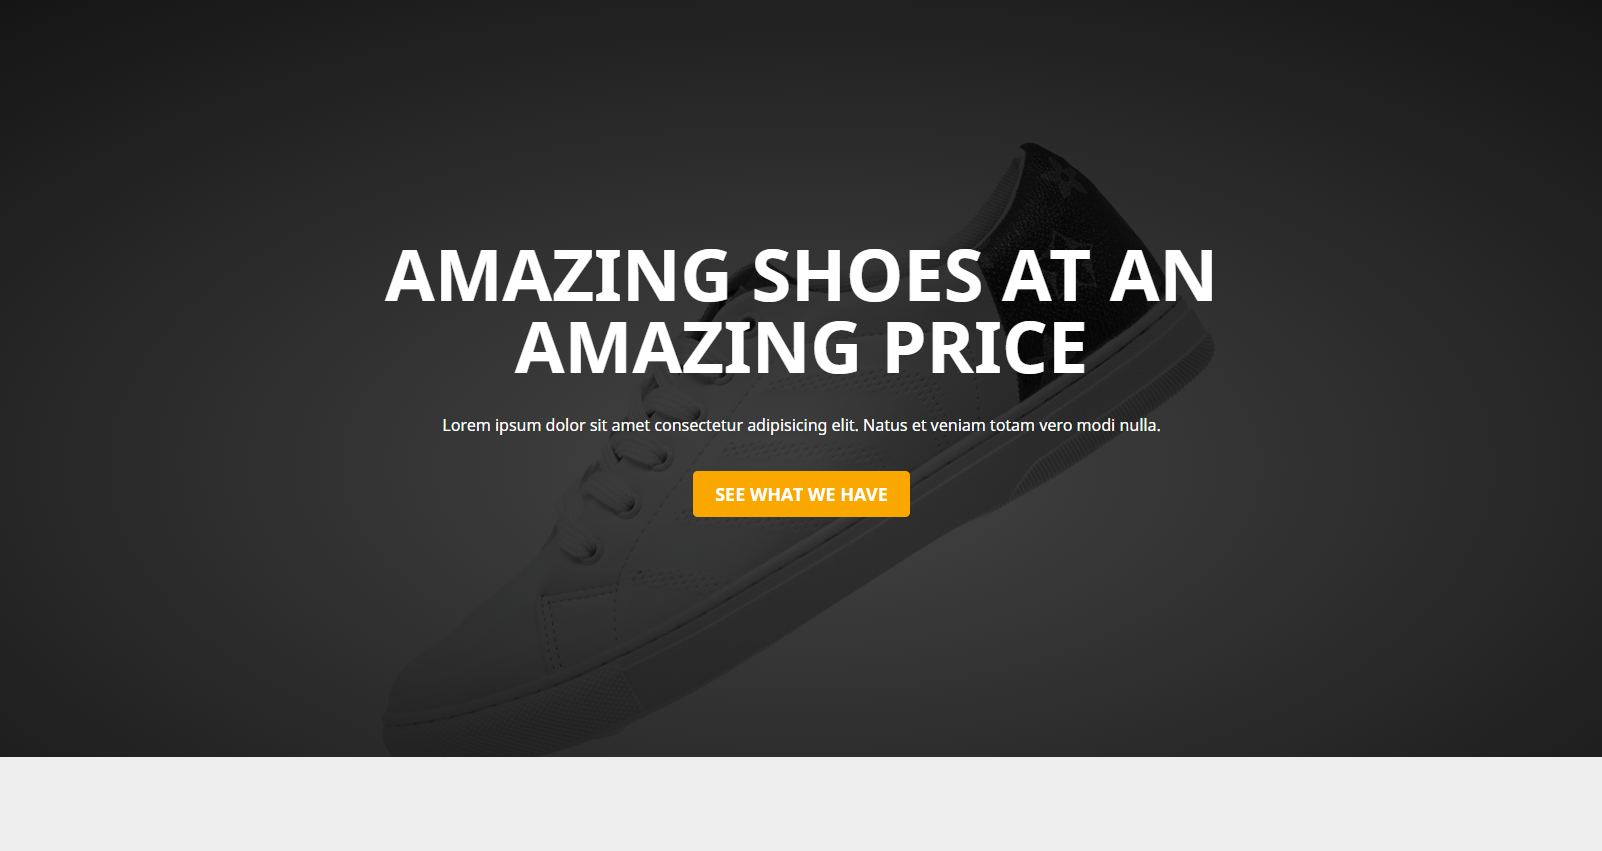 AMAZING SHOES AT AN
AMAZING PRICE
Lorem ipsum dolor sit amet consectetur adipisicing elit. Natus et veniam totam vero modi nulla.
SEE WHAT WE HAVE